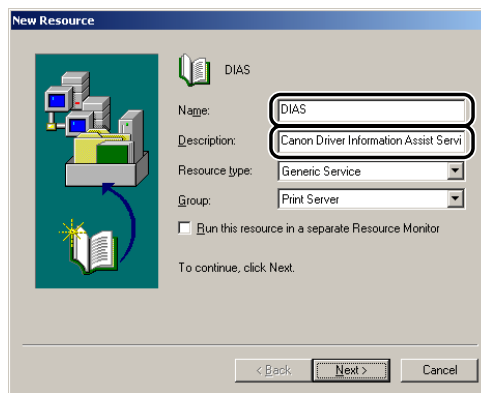 New Resource
DIAS
Name: DIAS
Description: Canon Driver Information Assist Servi
Resource type: Generic Service
Group: Print Server
Run this resource in a separate Resource Monitor
To continue, click Next.
< Back Next > Cancel